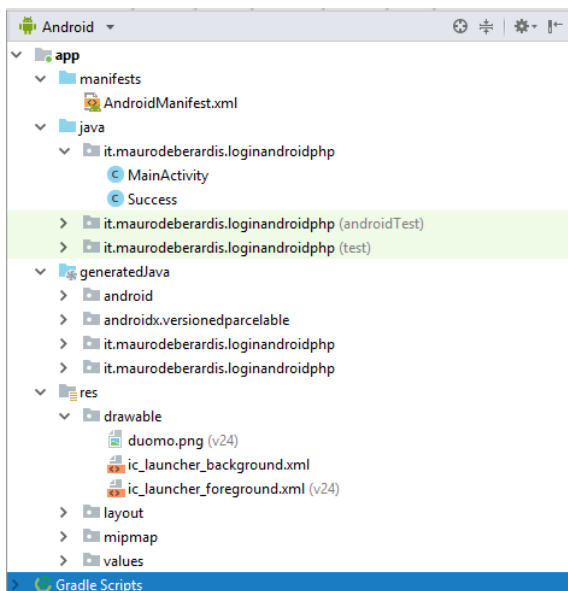 Android
app
manifests
AndroidManifest.xml
java
it.maurodeberardis.loginandroidphp
MainActivity
Success
it.maurodeberardis.loginandroidphp (androidTest)
it.maurodeberardis.loginandroidphp (test)
generatedJava
android
androidx.versionedparcelable
it.maurodeberardis.loginandroidphp
it.maurodeberardis.loginandroidphp
res
drawable
duomo.png (v24)
ic_launcher_background.xml
ic_launcher_foreground.xml (v24)
layout
mipmap
values
Gradle Scripts